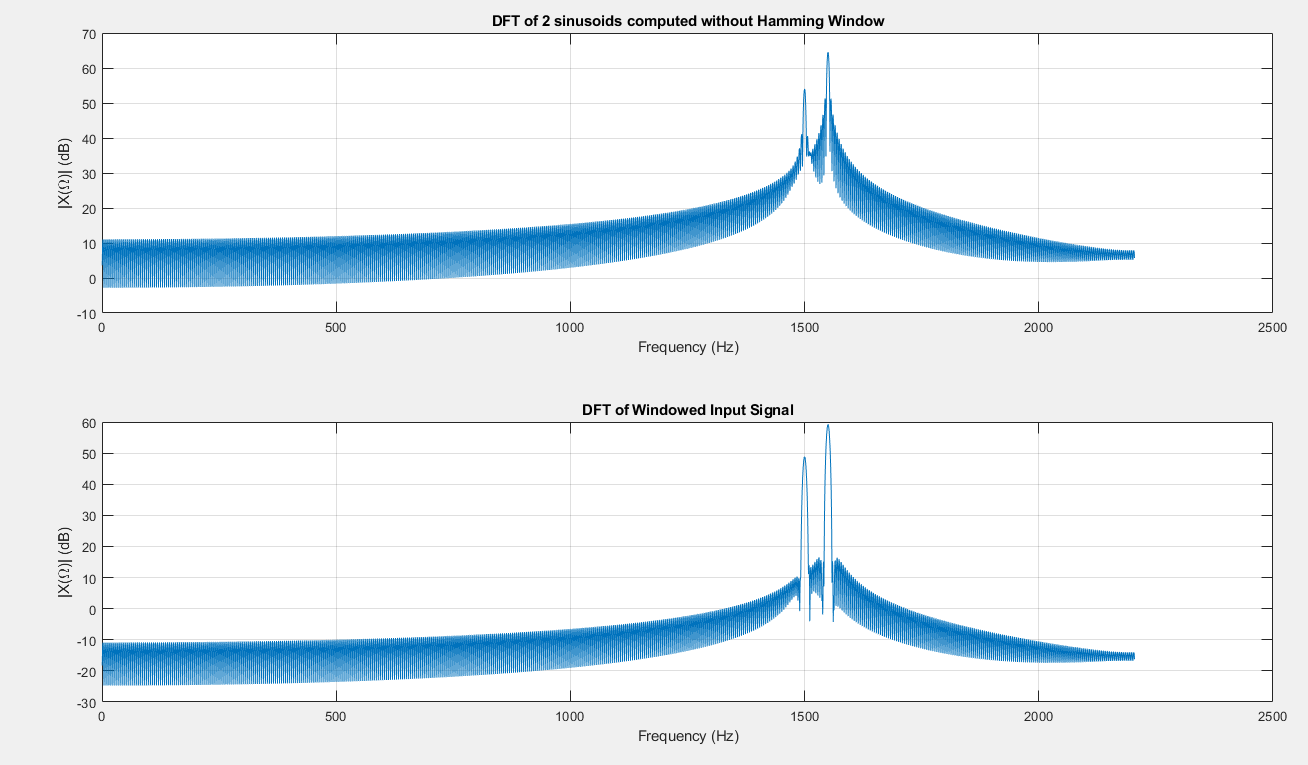 DFT of 2 sinusoids computed without Hamming Window
70
60
50
40
30
20
10
0
-10
|X(Ω)| (dB)
0 500 1000 1500 2000 2500
Frequency (Hz)
DFT of Windowed Input Signal
60
50
40
30
20
10
0
-10
-20
-30
|X(Ω)| (dB)
0 500 1000 1500 2000 2500
Frequency (Hz)